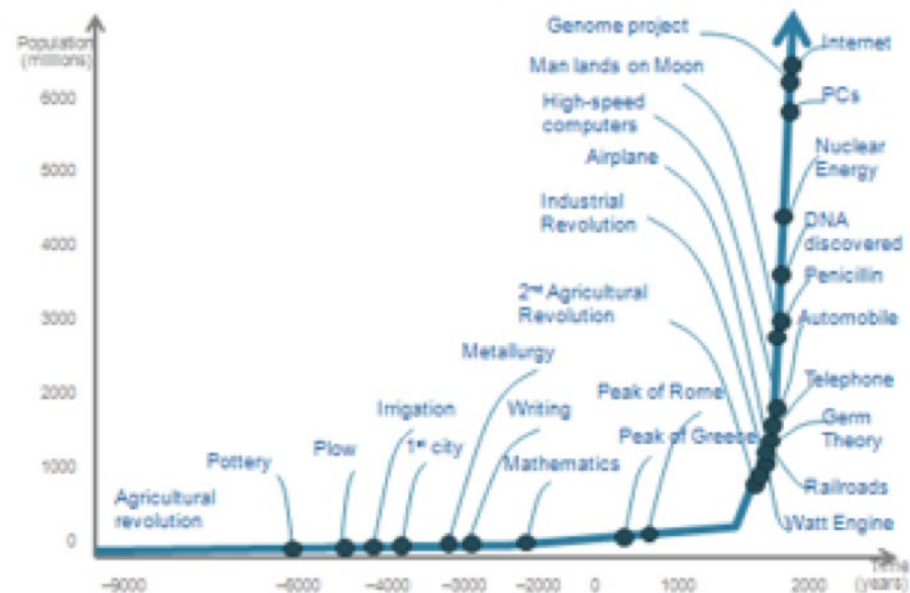 Population
(millions)
6000
5000
4000
3000
2000
1000
0
Agricultural
revolution
Pottery
Plow
Irrigation
1st city
Metallurgy
Writing
Mathematics
2nd Agricultural
Revolution
Peak of Rome
Peak of Greece
Industrial
Revolution
Airplane
High-speed
computers
Man lands on Moon
Genome project
Internet
PCs
Nuclear
Energy
DNA
discovered
Penicillin
Automobile
Telephone
Germ
Theory
Railroads
Watt Engine
Time
(years)
–9000
–6000
–4000
–3000
–2000
0
1000
2000